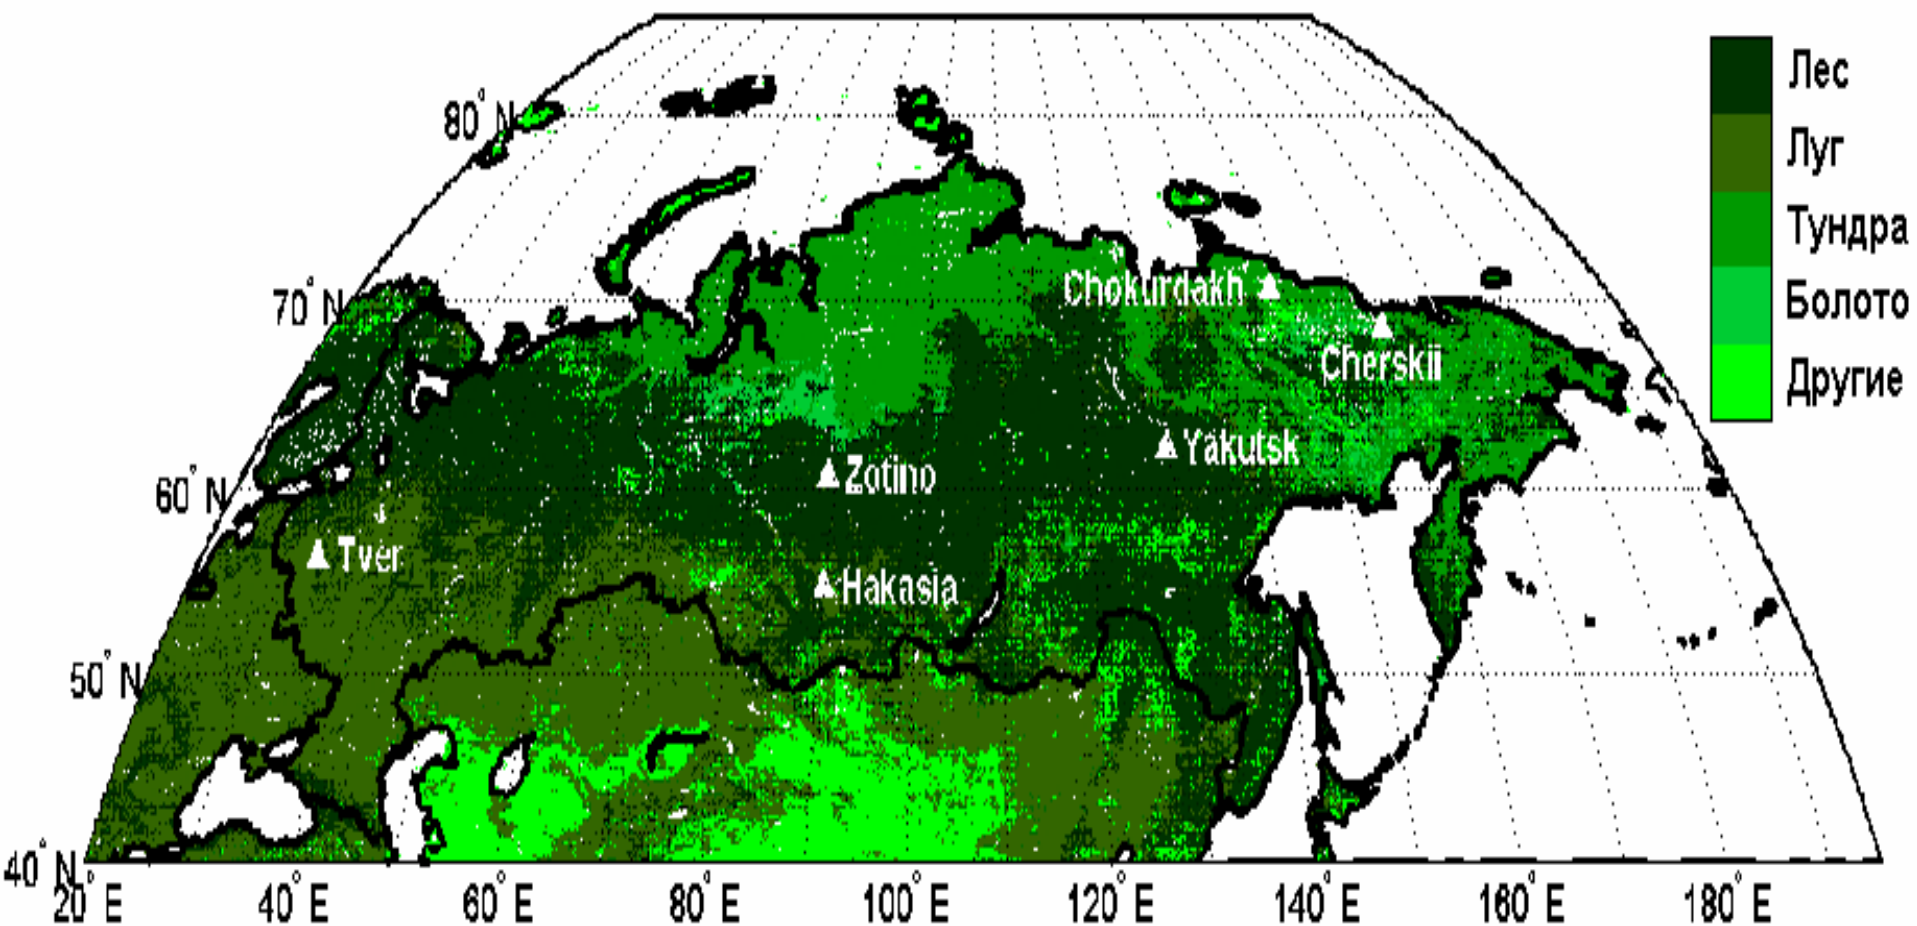 80° N
Лес
Луг
Тундра
Болото
Другие
70° N
Chokurdakh
Cherskii
60° N
Zotino
Yakutsk
Tver
Hakasia
50° N
40° N
20° E 40° E 60° E 80° E 100° E 120° E 140° E 160° E 180° E